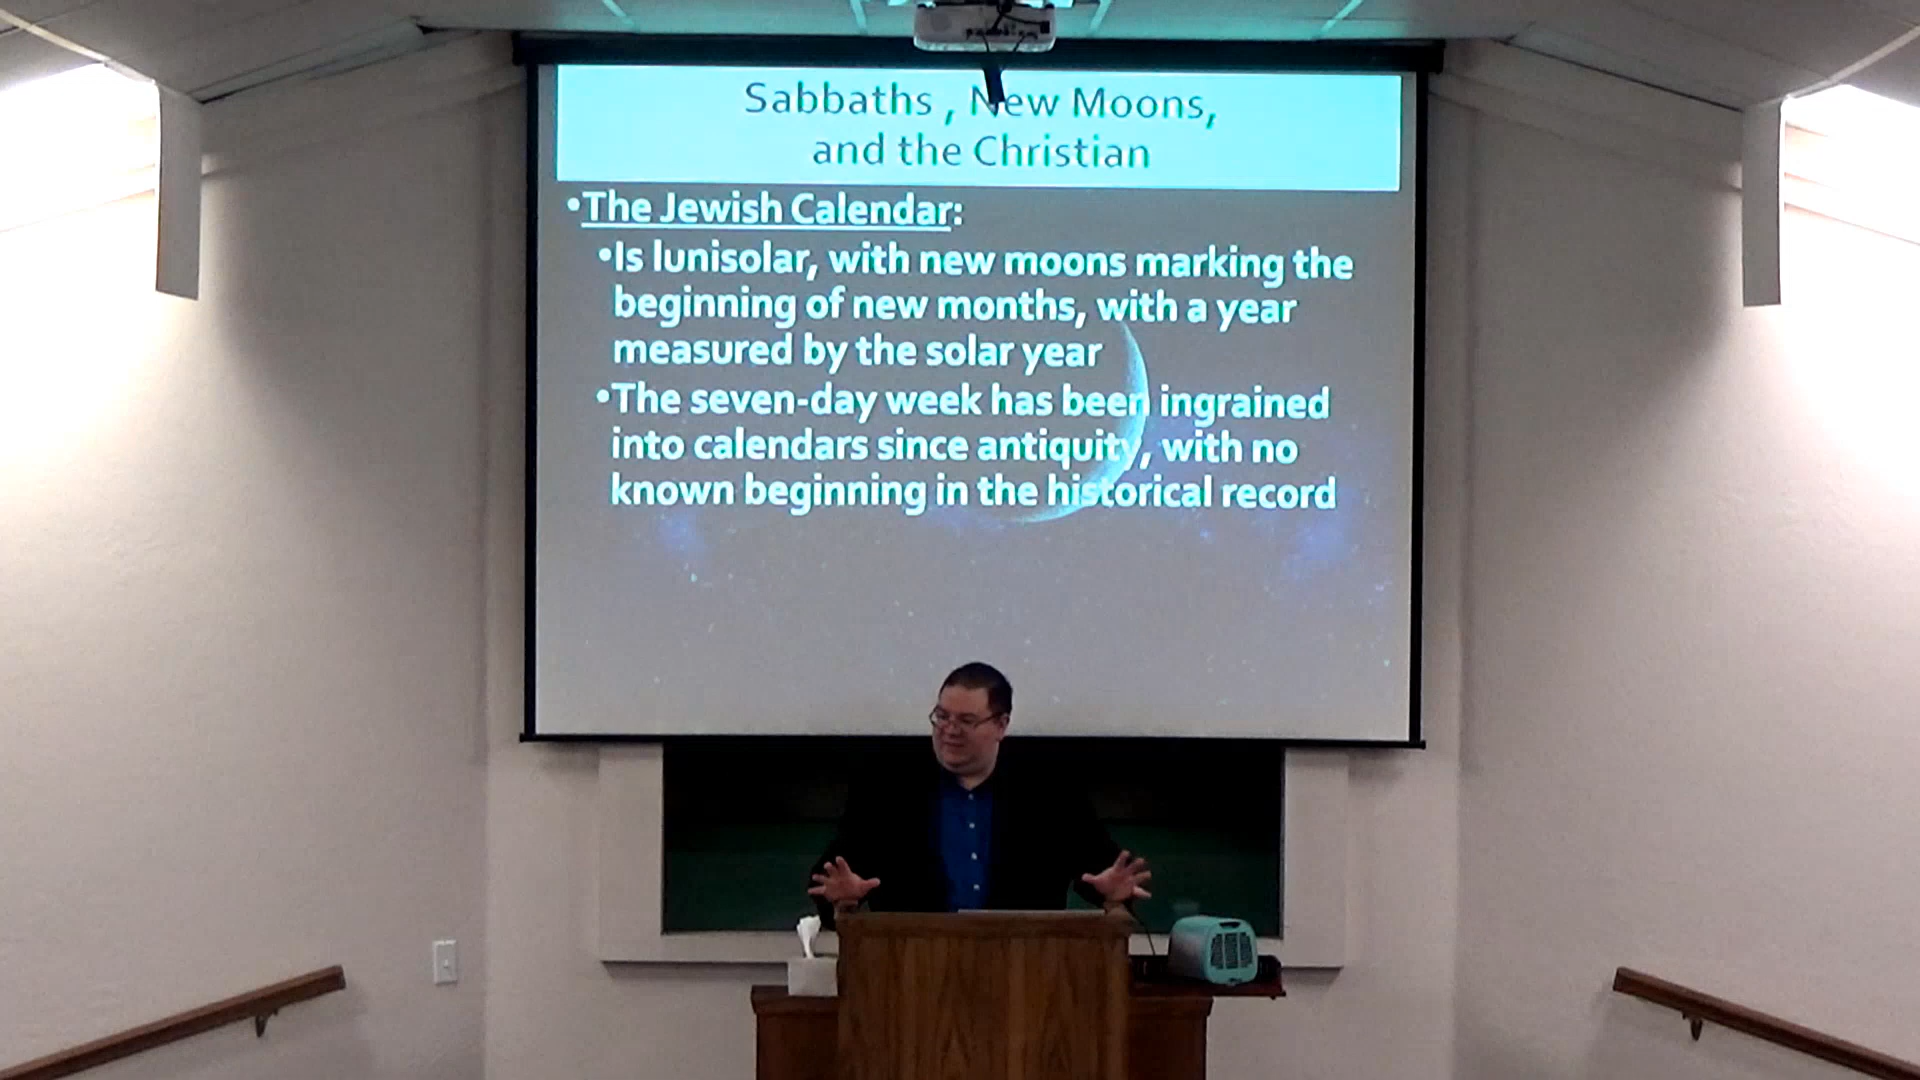 Sabbaths , New Moons,
and the Christian
•The Jewish Calendar:
•Is lunisolar, with new moons marking the
beginning of new months, with a year
measured by the solar year
•The seven-day week has been ingrained
into calendars since antiquity, with no
known beginning in the historical record